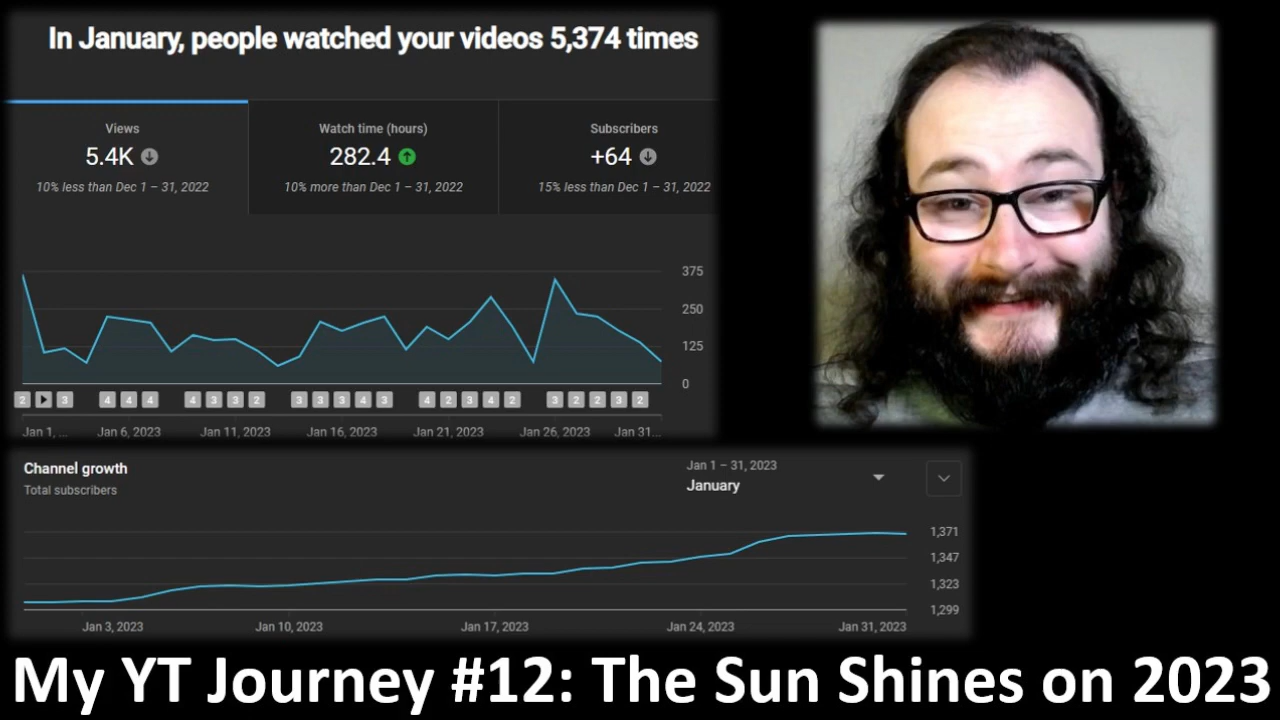 In January, people watched your videos 5,374 times
Views
5.4K
10% less than Dec 1 – 31, 2022
Watch time (hours)
282.4
10% more than Dec 1 – 31, 2022
Subscribers
+64
15% less than Dec 1 – 31, 2022
375
250
125
0
2 3 4 4 4 4 3 3 2 3 3 3 4 3 4 2 3 4 2 3 2 2 3 2
Jan 1, ... Jan 6, 2023 Jan 11, 2023 Jan 16, 2023 Jan 21, 2023 Jan 26, 2023 Jan 31...
Channel growth
Total subscribers
Jan 1 – 31, 2023
January
1,371
1,347
1,323
1,299
Jan 3, 2023 Jan 10, 2023 Jan 17, 2023 Jan 24, 2023 Jan 31, 2023
My YT Journey #12: The Sun Shines on 2023